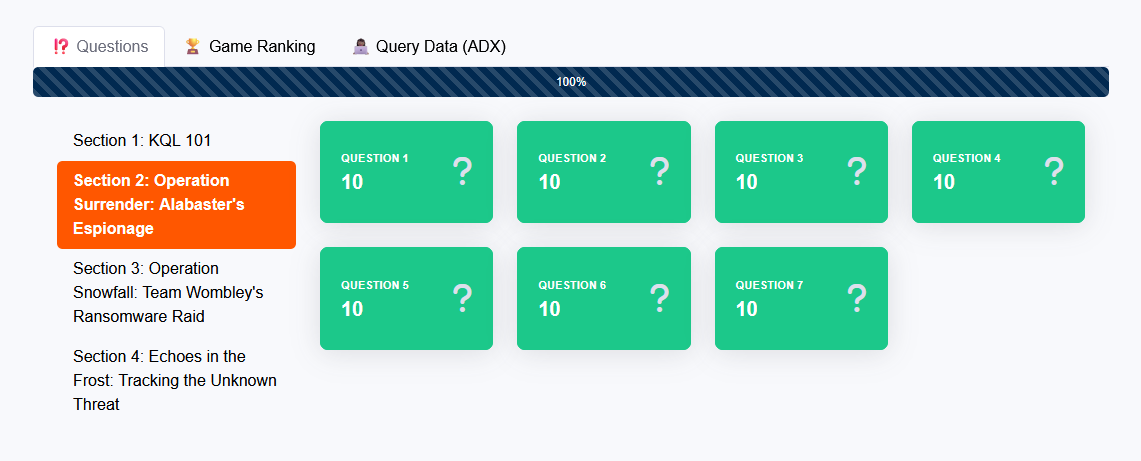 ⁉ Questions
🏆 Game Ranking
Query Data (ADX)
100%
Section 1: KQL 101
Section 2: Operation
Surrender: Alabaster's
Espionage
Section 3: Operation
Snowfall: Team Wombley's
Ransomware Raid
Section 4: Echoes in the
Frost: Tracking the Unknown
Threat
QUESTION 1
10
?
QUESTION 2
10
?
QUESTION 3
10
?
QUESTION 4
10
?
QUESTION 5
10
?
QUESTION 6
10
?
QUESTION 7
10
?